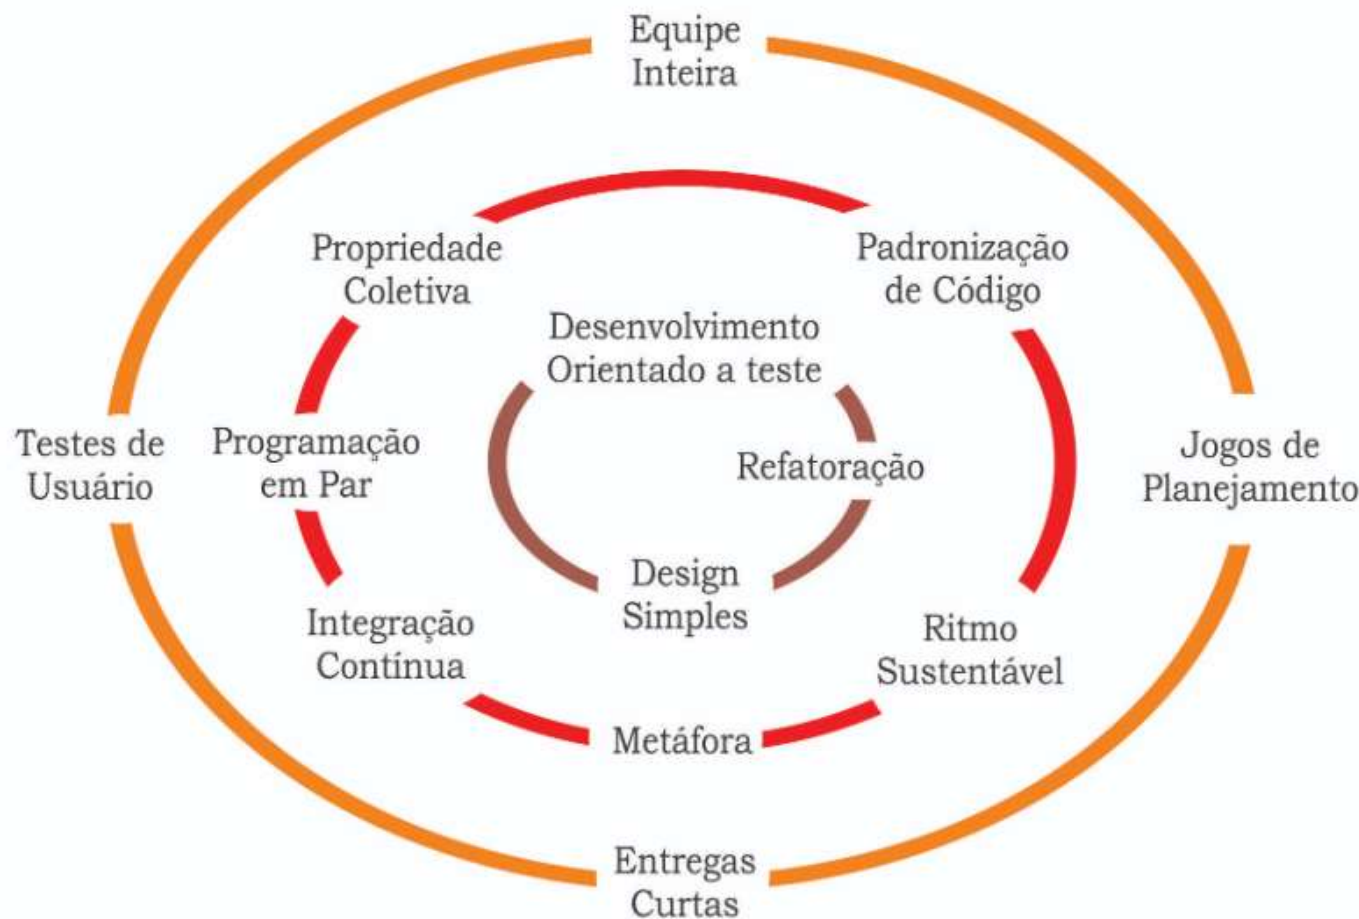 Equipe
Inteira
Propriedade
Coletiva
Padronização
de Código
Desenvolvimento
Orientado a teste
Testes de
Usuário
Programação
em Par
Refatoração
Jogos de
Planejamento
Design
Simples
Integração
Contínua
Ritmo
Sustentável
Metáfora
Entregas
Curtas